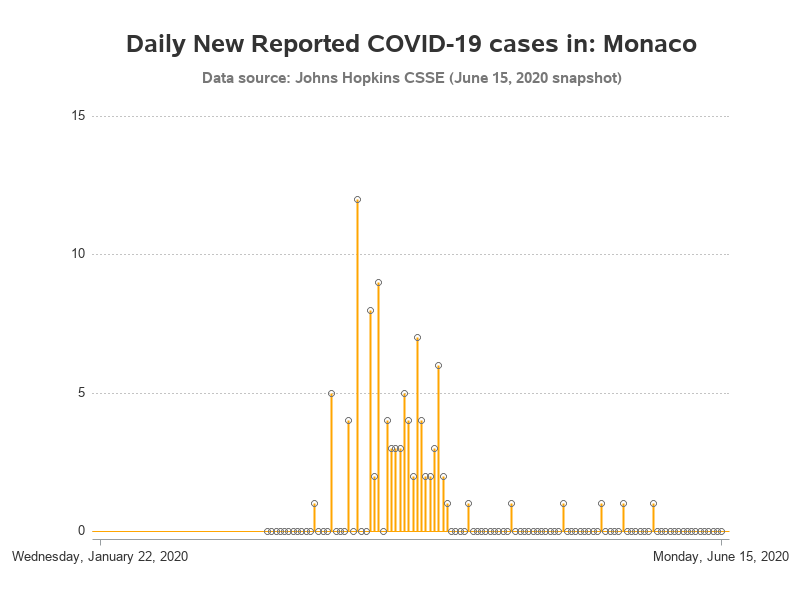 Daily New Reported COVID-19 cases in: Monaco
Data source: Johns Hopkins CSSE (June 15, 2020 snapshot)
15
10
5
0
Wednesday, January 22, 2020
Monday, June 15, 2020